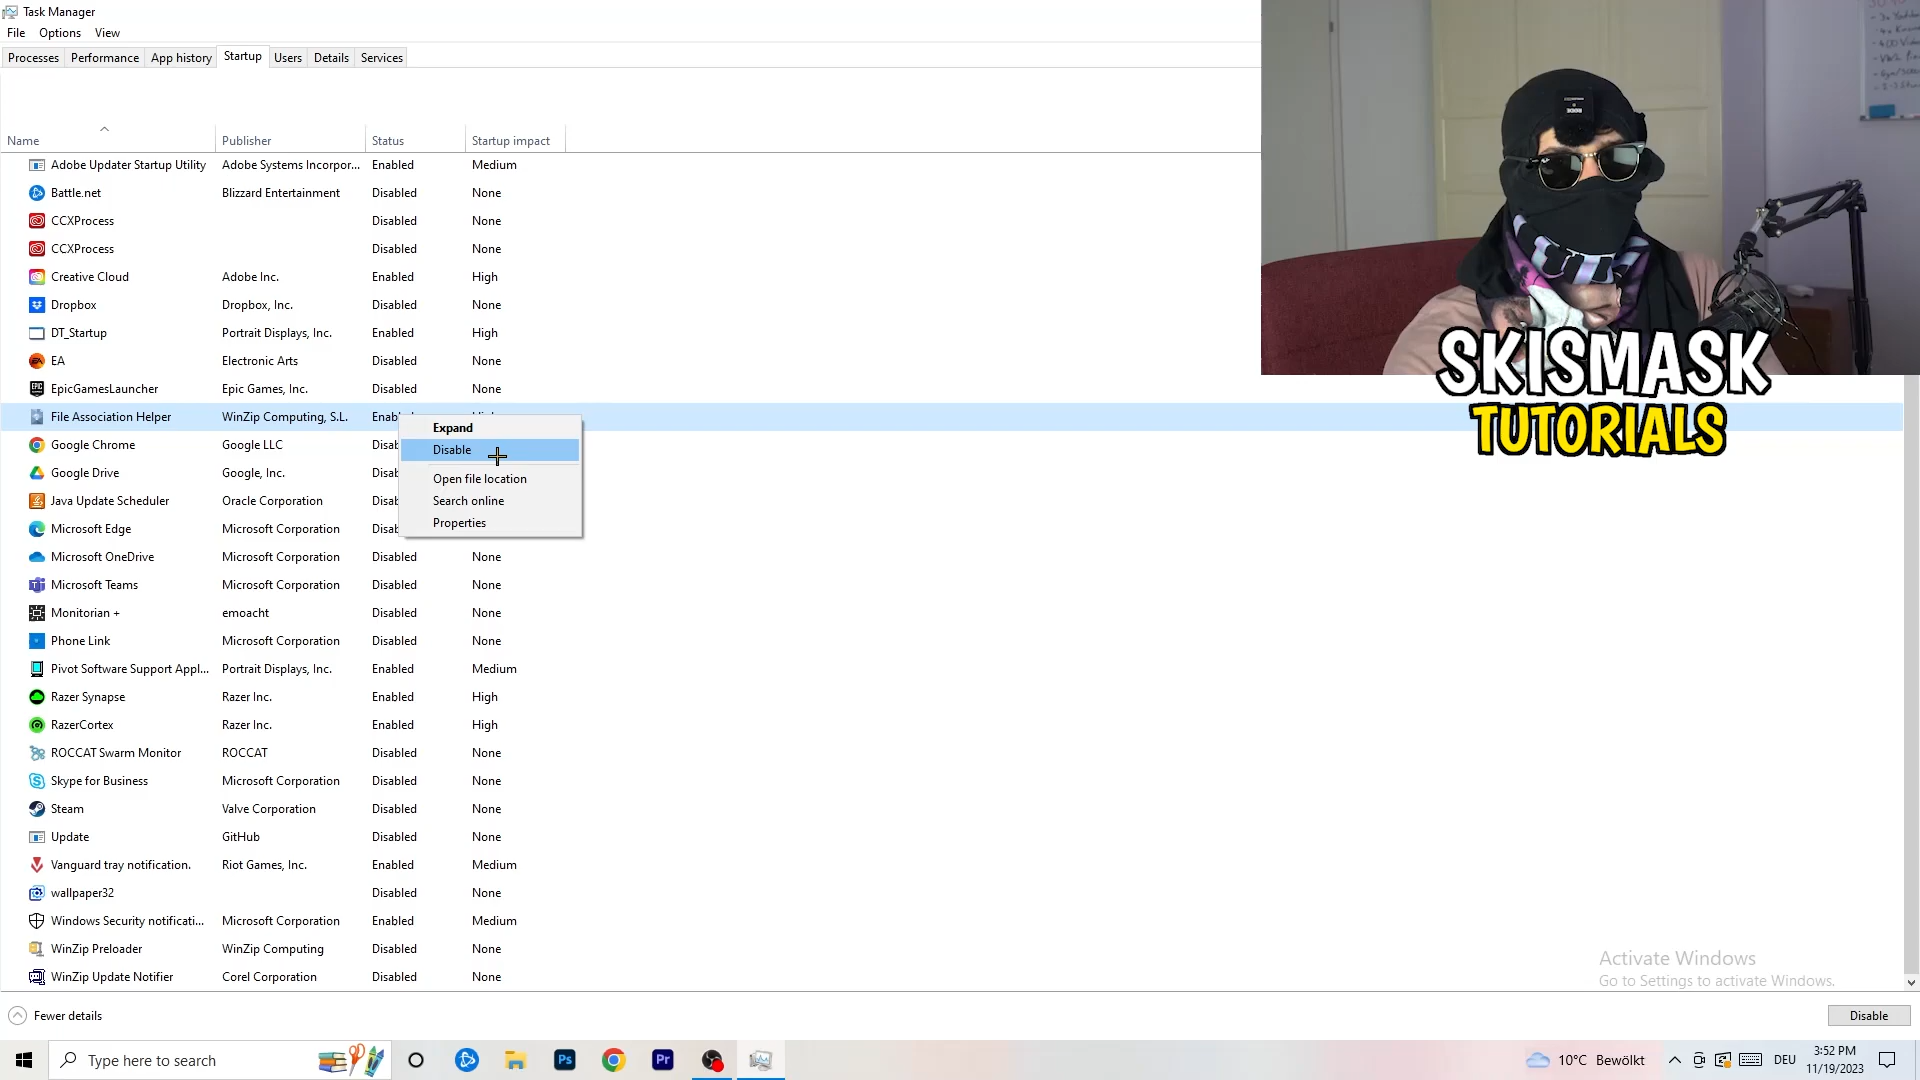 Task Manager
File Options View
Processes Performance App history Startup Users Details Services
Name Publisher Status Startup impact
Adobe Updater Startup Utility Adobe Systems Incorpor... Enabled Medium
Battle.net Blizzard Entertainment Disabled None
CCXProcess Disabled None
CCXProcess Disabled None
Creative Cloud Adobe Inc. Enabled High
Dropbox Dropbox, Inc. Disabled None
DT_Startup Portrait Displays, Inc. Enabled High
EA Electronic Arts Disabled None
EpicGamesLauncher Epic Games, Inc. Disabled None
File Association Helper WinZip Computing, S.L.
Google Chrome Google LLC
Google Drive Google, Inc.
Java Update Scheduler Oracle Corporation
Microsoft Edge Microsoft Corporation
Expand
Disable
Open file location
Search online
Properties
Microsoft OneDrive Microsoft Corporation Disabled None
Microsoft Teams Microsoft Corporation Disabled None
Monitorian + emoacht Disabled None
Phone Link Microsoft Corporation Disabled None
Pivot Software Support Appl... Portrait Displays, Inc. Enabled Medium
Razer Synapse Razer Inc. Enabled High
RazerCortex Razer Inc. Enabled High
ROCCAT Swarm Monitor ROCCAT Disabled None
Skype for Business Microsoft Corporation Disabled None
Steam Valve Corporation Disabled None
Update GitHub Disabled None
Vanguard tray notification. Riot Games, Inc. Enabled Medium
wallpaper32 Disabled None
Windows Security notificati... Microsoft Corporation Enabled Medium
WinZip Preloader WinZip Computing Disabled None
WinZip Update Notifier Corel Corporation Disabled None
SKISMASK
TUTORIALS
Activate Windows
Go to Settings to activate Windows.
Fewer details
Disable
Type here to search
Ps
Pr
10°C Bewölkt
DEU
3:52 PM
11/19/2023